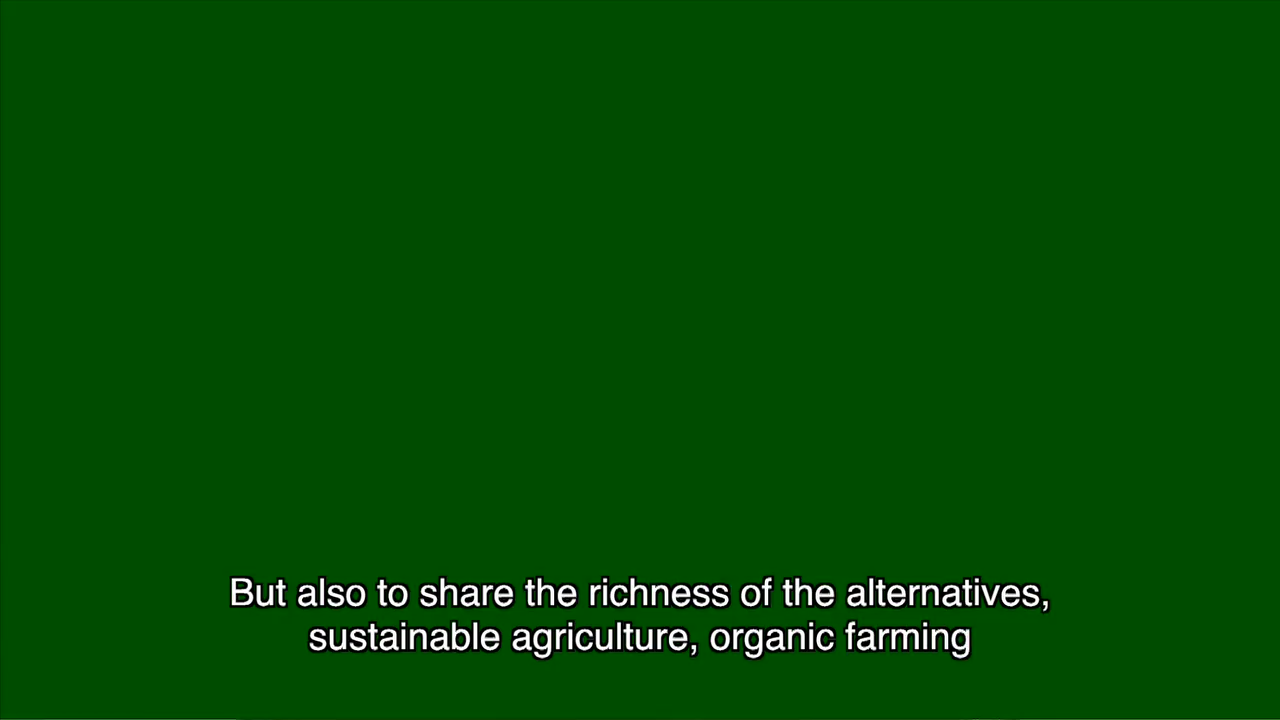 But also to share the richness of the alternatives,
sustainable agriculture, organic farming